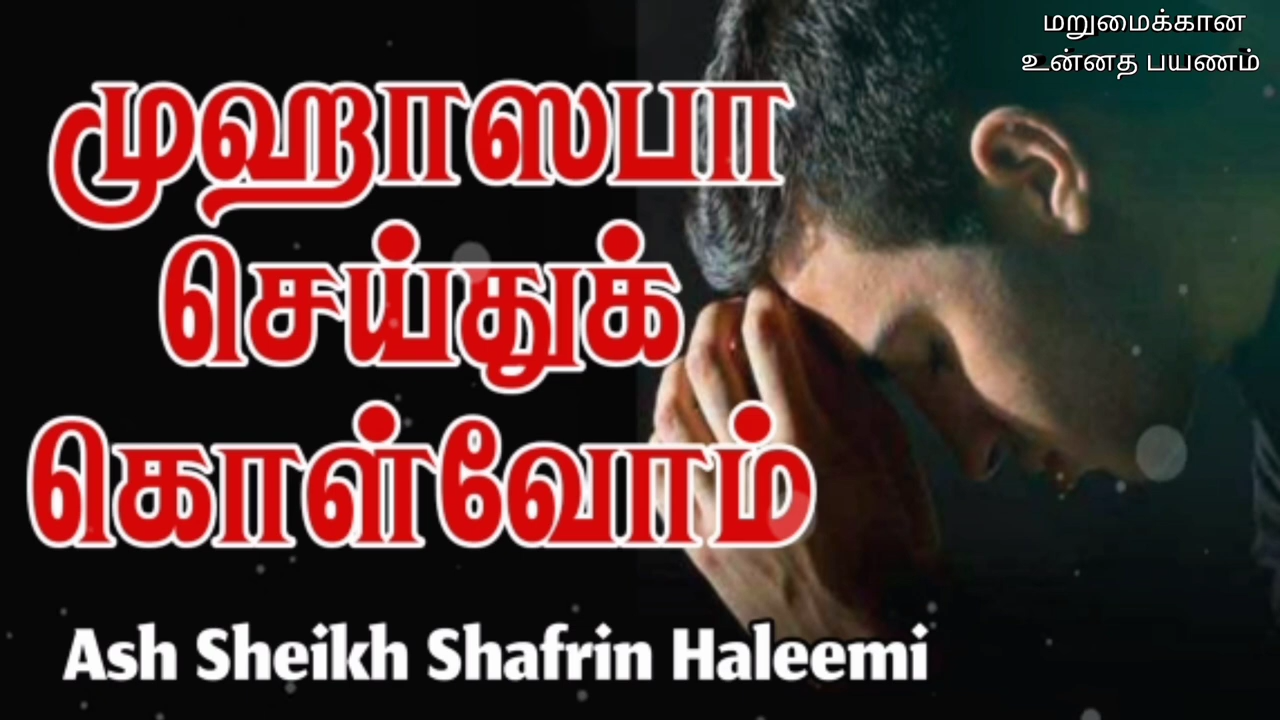 மறுமைக்கான
உன்னத பயணம்
முஹாஸபா
செய்துக்
கொள்வோம்
Ash Sheikh Shafrin Haleemi